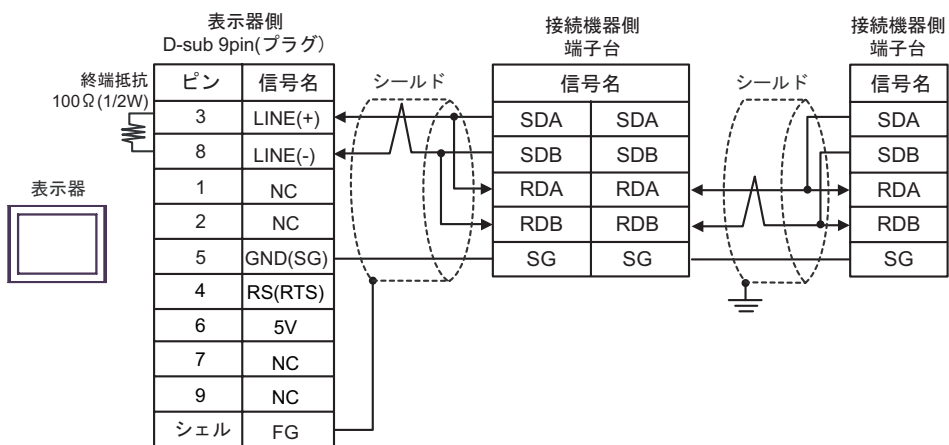 表示器側
D-sub 9pin(プラグ)
接続機器側
端子台
接続機器側
端子台
終端抵抗
100Ω(1/2W)
ピン 信号名
シールド
信号名
シールド
信号名
3 LINE(+)
SDA SDA
SDA
8 LINE(-)
SDB SDB
SDB
表示器
1 NC
RDA RDA
RDA
2 NC
RDB RDB
RDB
5 GND(SG)
SG SG
SG
4 RS(RTS)
6 5V
7 NC
9 NC
シェル FG